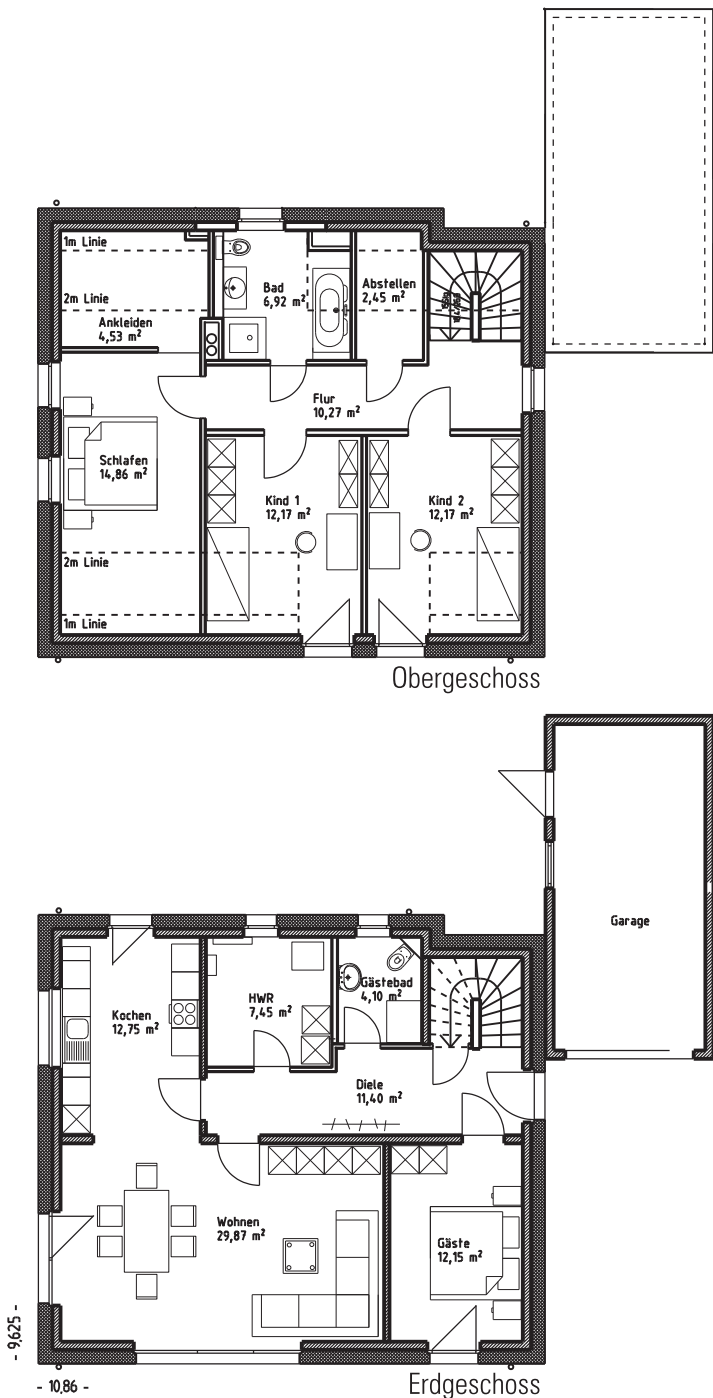 1m Linie
2m Linie
Ankleiden
4,53 m²
Bad
6,92 m²
Abstellen
2,45 m²
Flur
10,27 m²
Schlafen
14,86 m²
Kind 1
12,17 m²
Kind 2
12,17 m²
2m Linie
1m Linie
Obergeschoss
Garage
Kochen
12,75 m²
HWR
7,45 m²
Gästebad
4,10 m²
Diele
11,40 m²
Wohnen
29,87 m²
Gäste
12,15 m²
- 9,625 -
- 10,86 -
Erdgeschoss